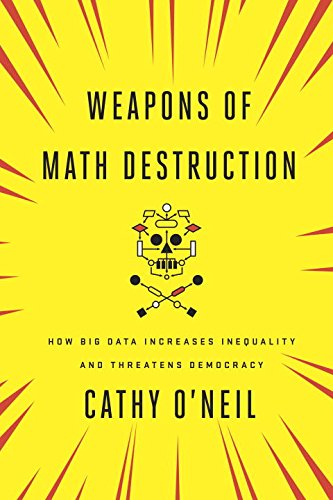 WEAPONS OF
MATH DESTRUCTION
HOW BIG DATA INCREASES INEQUALITY
AND THREATENS DEMOCRACY
CATHY O'NEIL